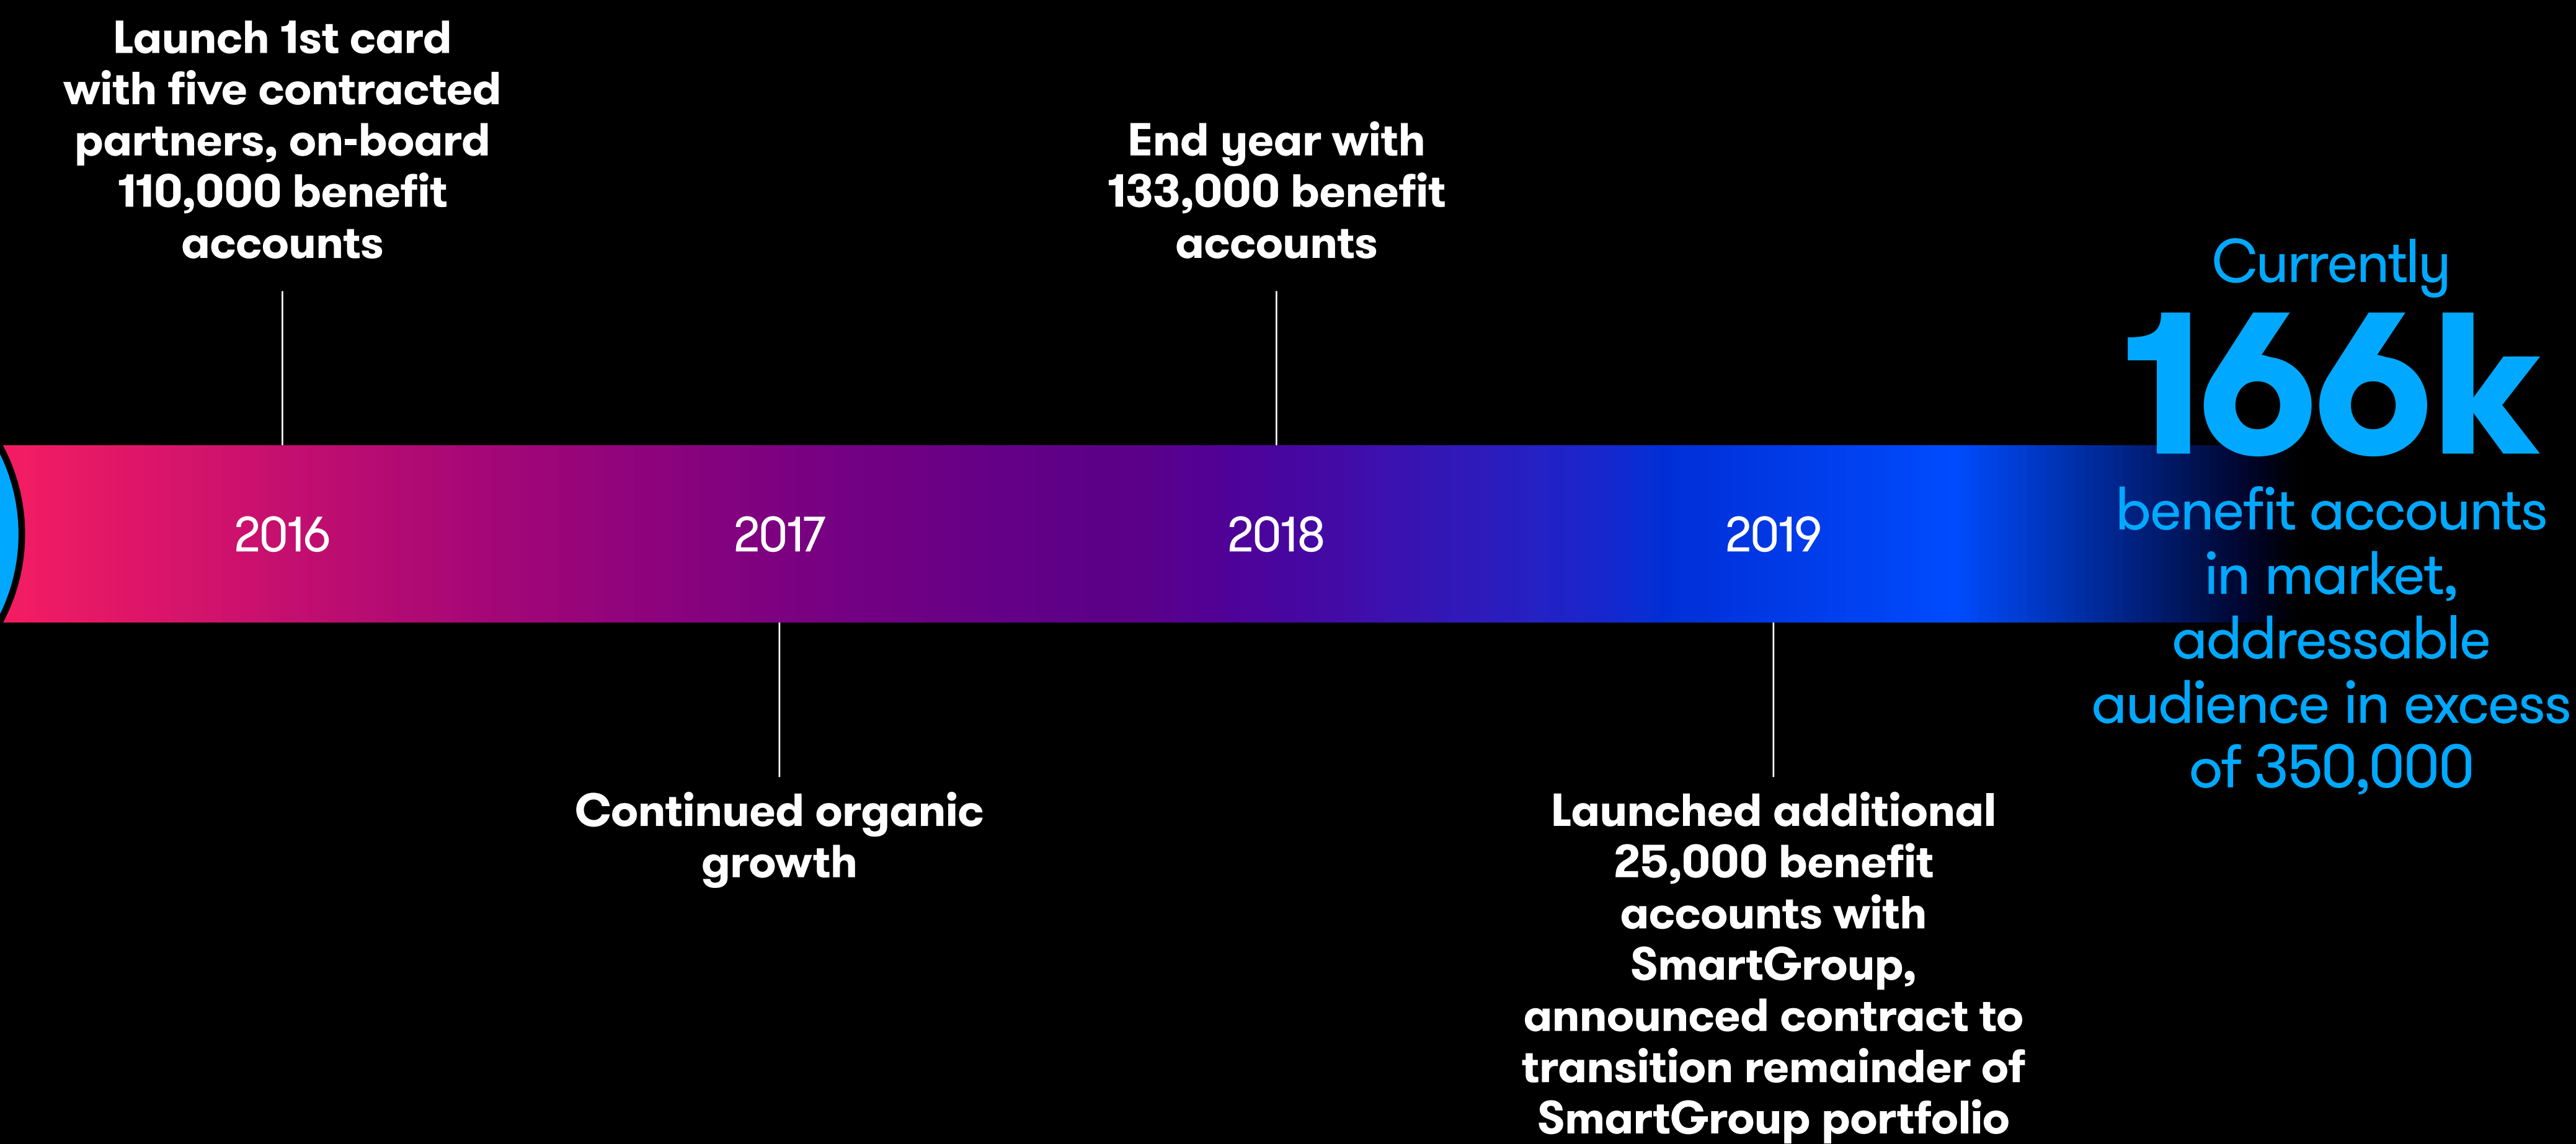 Launch 1st card
with five contracted
partners, on-board
110,000 benefit
accounts
End year with
133,000 benefit
accounts
Currently
166k
benefit accounts
in market,
addressable
audience in excess
of 350,000
2016
2017
2018
2019
Continued organic
growth
Launched additional
25,000 benefit
accounts with
SmartGroup,
announced contract to
transition remainder of
SmartGroup portfolio